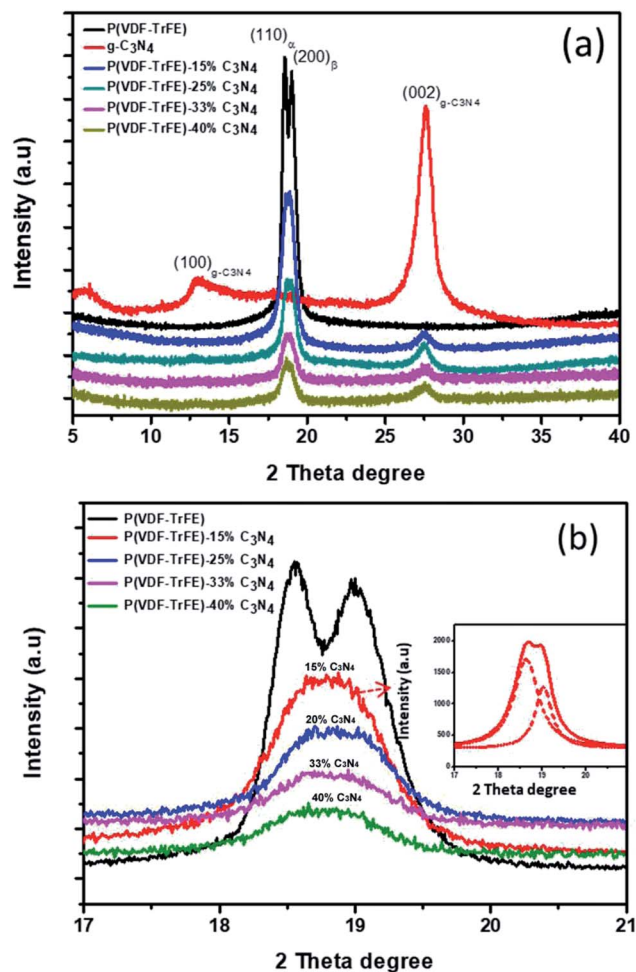 P(VDF-TrFE)
g-C3N4
P(VDF-TrFE)-15% C3N4
P(VDF-TrFE)-25% C3N4
P(VDF-TrFE)-33% C3N4
P(VDF-TrFE)-40% C3N4
(110)α
(200)β
(a)
(002)g-C3N4
(100)g-C3N4
Intensity (a.u)
5 10 15 20 25 30 35 40
2 Theta degree
P(VDF-TrFE)
P(VDF-TrFE)-15% C3N4
P(VDF-TrFE)-25% C3N4
P(VDF-TrFE)-33% C3N4
P(VDF-TrFE)-40% C3N4
(b)
15% C3N4
20% C3N4
33% C3N4
40% C3N4
Intensity (a.u)
2000
1500
1000
500
0
Intensity (a.u)
17 18 19 20
2 Theta degree
17 18 19 20 21
2 Theta degree